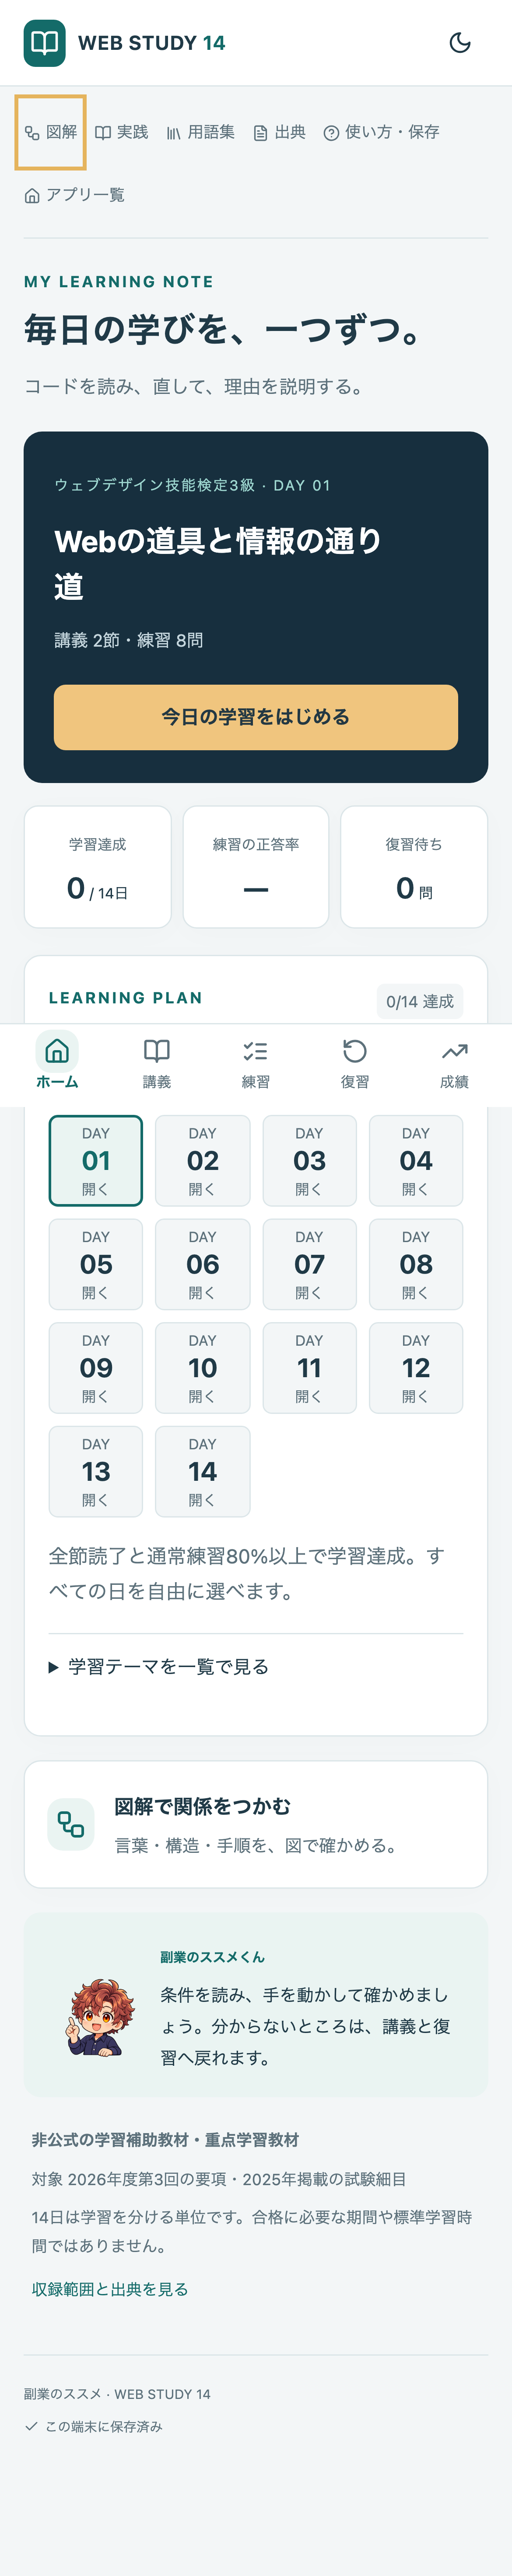 WEB STUDY 14
図解 実践 用語集 出典 使い方・保存
アプリ一覧
MY LEARNING NOTE
毎日の学びを、一つずつ。
コードを読み、直して、理由を説明する。
ウェブデザイン技能検定3級 · DAY 01
Webの道具と情報の通り
道
講義 2節・練習 8問
今日の学習をはじめる
学習達成 練習の正答率 復習待ち
0 / 14日 — 0 問
LEARNING PLAN 0/14 達成
ホーム 講義 練習 復習 成績
DAY DAY DAY DAY
01 02 03 04
開く 開く 開く 開く
DAY DAY DAY DAY
05 06 07 08
開く 開く 開く 開く
DAY DAY DAY DAY
09 10 11 12
開く 開く 開く 開く
DAY DAY
13 14
開く 開く
全節読了と通常練習80%以上で学習達成。す
べての日を自由に選べます。
▶ 学習テーマを一覧で見る
図解で関係をつかむ
言葉・構造・手順を、図で確かめる。
副業のススメくん
条件を読み、手を動かして確かめまし
ょう。分からないところは、講義と復
習へ戻れます。
非公式の学習補助教材・重点学習教材
対象 2026年度第3回の要項・2025年掲載の試験細目
14日は学習を分ける単位です。合格に必要な期間や標準学習時
間ではありません。
収録範囲と出典を見る
副業のススメ · WEB STUDY 14
この端末に保存済み